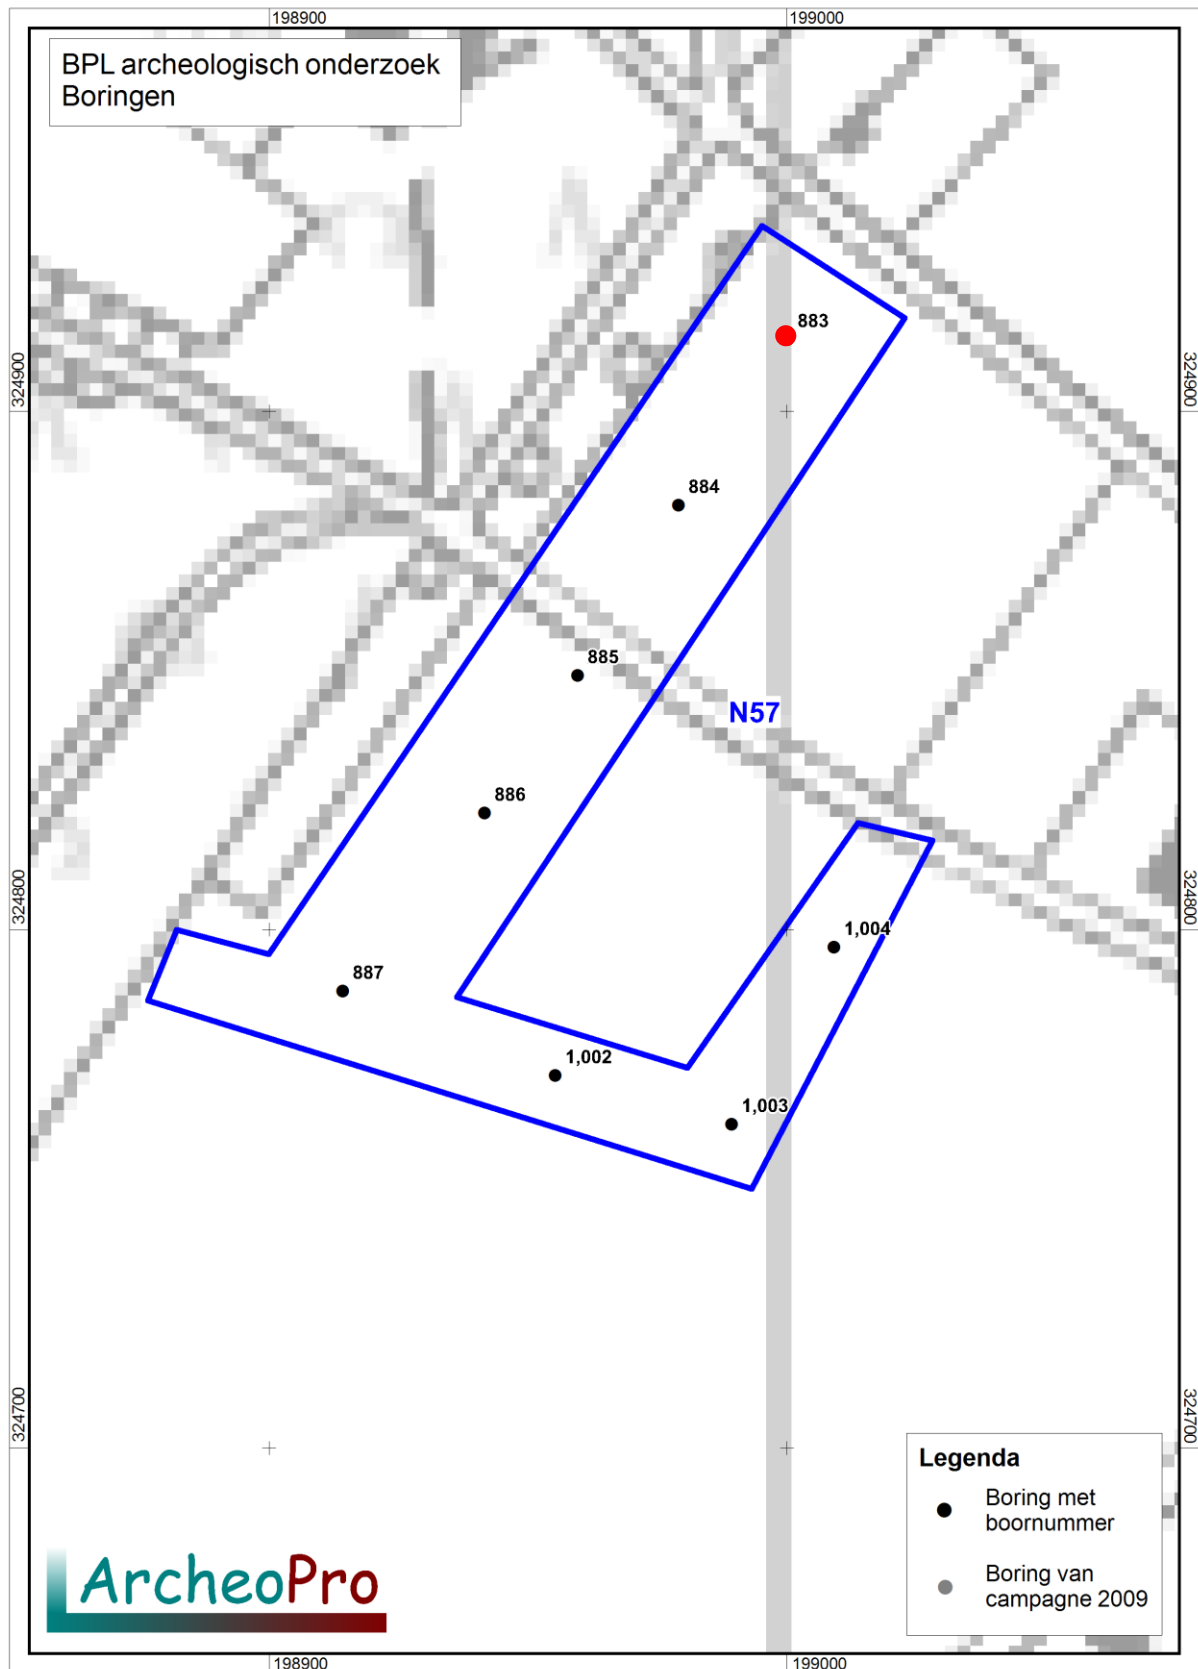 198900
199000
BPL archeologisch onderzoek
Boringen
883
324900
324900
884
885
N57
886
324800
324800
1,004
887
1,002
1,003
324700
324700
Legenda
Boring met
boornummer
Boring van
campagne 2009
ArcheoPro
198900
199000